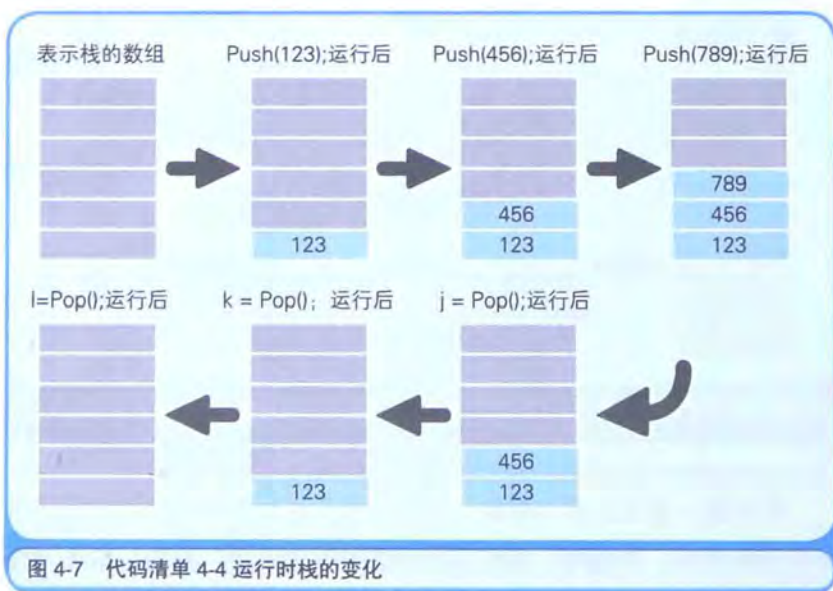 表示栈的数组
Push(123);运行后
Push(456);运行后
Push(789);运行后
123
456
123
789
456
123
l=Pop();运行后
k = Pop(); 运行后
j = Pop();运行后
123
456
123
图 4-7 代码清单 4-4 运行时栈的变化